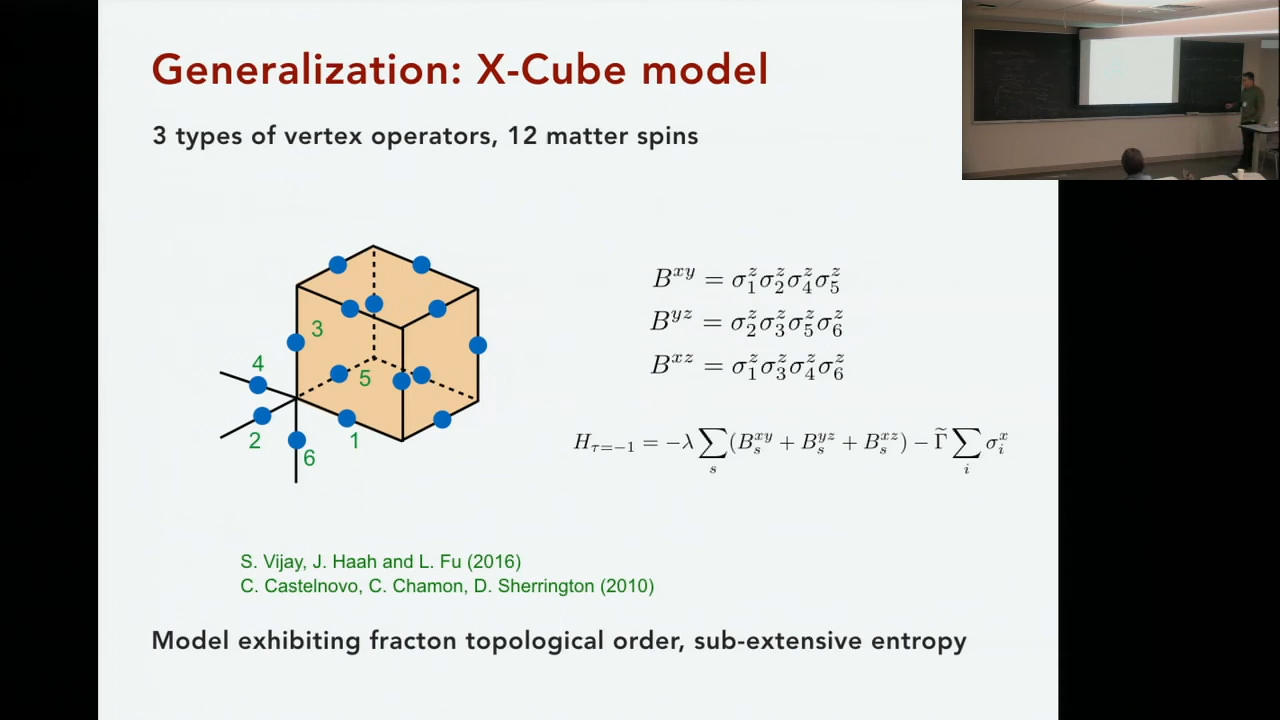 Generalization: X-Cube model
3 types of vertex operators, 12 matter spins
3
4
5
2
1
6
B^{xy} = σ_1^z σ_2^z σ_4^z σ_5^z
B^{yz} = σ_2^z σ_3^z σ_5^z σ_6^z
B^{xz} = σ_1^z σ_3^z σ_4^z σ_6^z
H_{τ=−1} = −λ ∑_s (B_s^{xy} + B_s^{yz} + B_s^{xz}) − Γ̃ ∑_i σ_i^x
S. Vijay, J. Haah and L. Fu (2016)
C. Castelnovo, C. Chamon, D. Sherrington (2010)
Model exhibiting fracton topological order, sub-extensive entropy